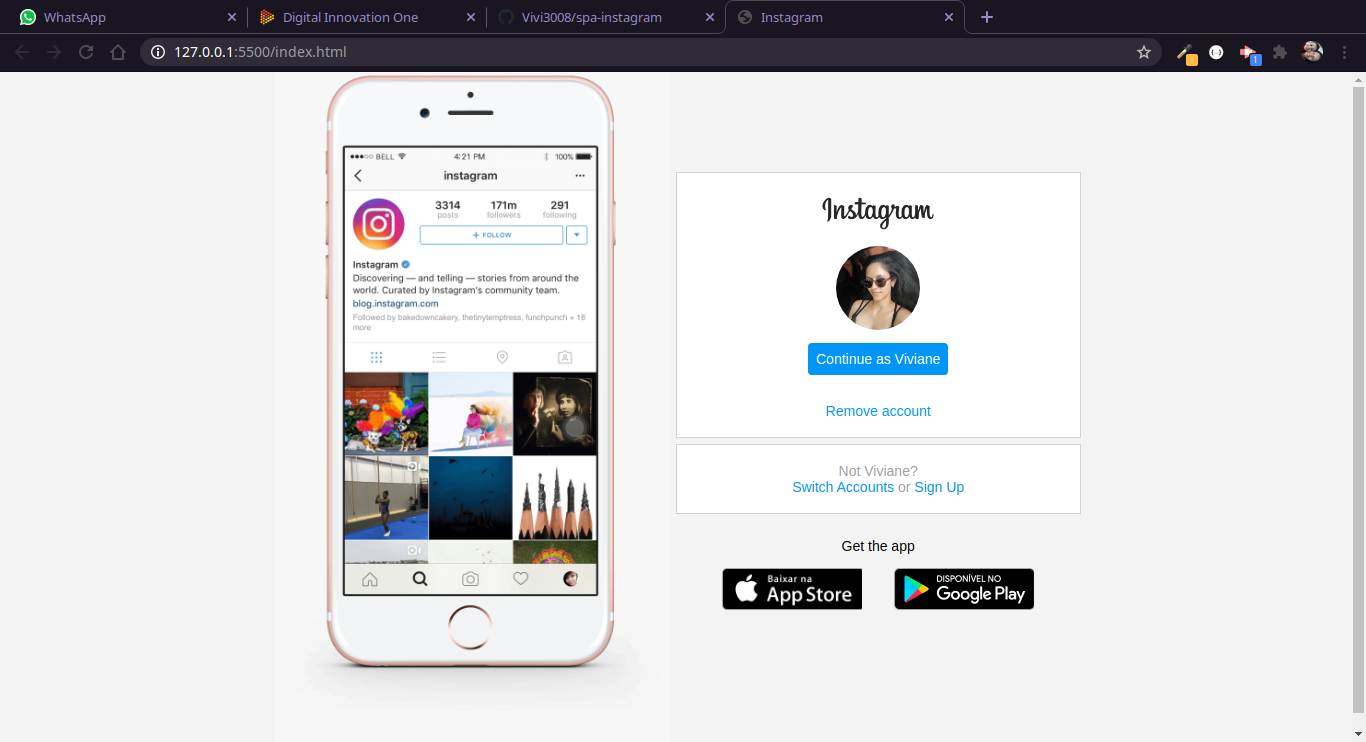 WhatsApp
Digital Innovation One
Vivi3008/spa-instagram
Instagram
127.0.0.1:5500/index.html
1
BELL
4:21 PM
100%
instagram
3314
posts
171m
followers
291
following
+ FOLLOW
Instagram
Discovering — and telling — stories from around the
world. Curated by Instagram's community team.
blog.instagram.com
Followed by bakedowncakery, thetinytemptress, funchpunch + 18
more
Instagram
Continue as Viviane
Remove account
Not Viviane?
Switch Accounts or Sign Up
Get the app
Baixar na
App Store
DISPONÍVEL NO
Google Play